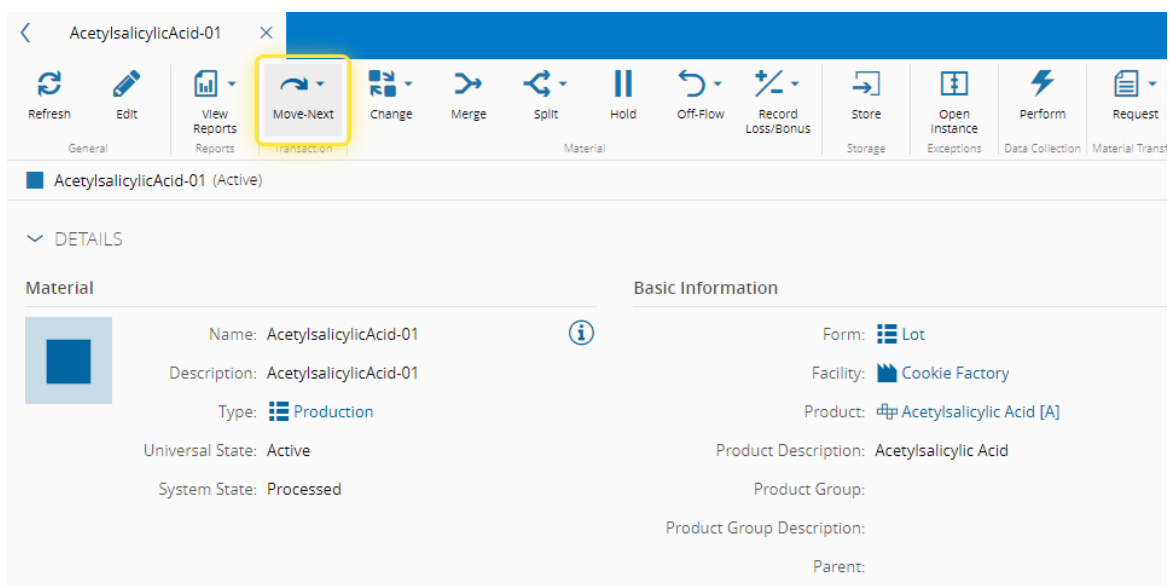 AcetylsalicylicAcid-01
Refresh Edit View Reports Move-Next Change Merge Split Hold Off-Flow Record Loss/Bonus Store Open Instance Perform Request
General Reports Transaction Material Storage Exceptions Data Collection Material Transf
AcetylsalicylicAcid-01 (Active)
DETAILS
Material
Name: AcetylsalicylicAcid-01
Description: AcetylsalicylicAcid-01
Type: Production
Universal State: Active
System State: Processed
Basic Information
Form: Lot
Facility: Cookie Factory
Product: Acetylsalicylic Acid [A]
Product Description: Acetylsalicylic Acid
Product Group:
Product Group Description:
Parent: